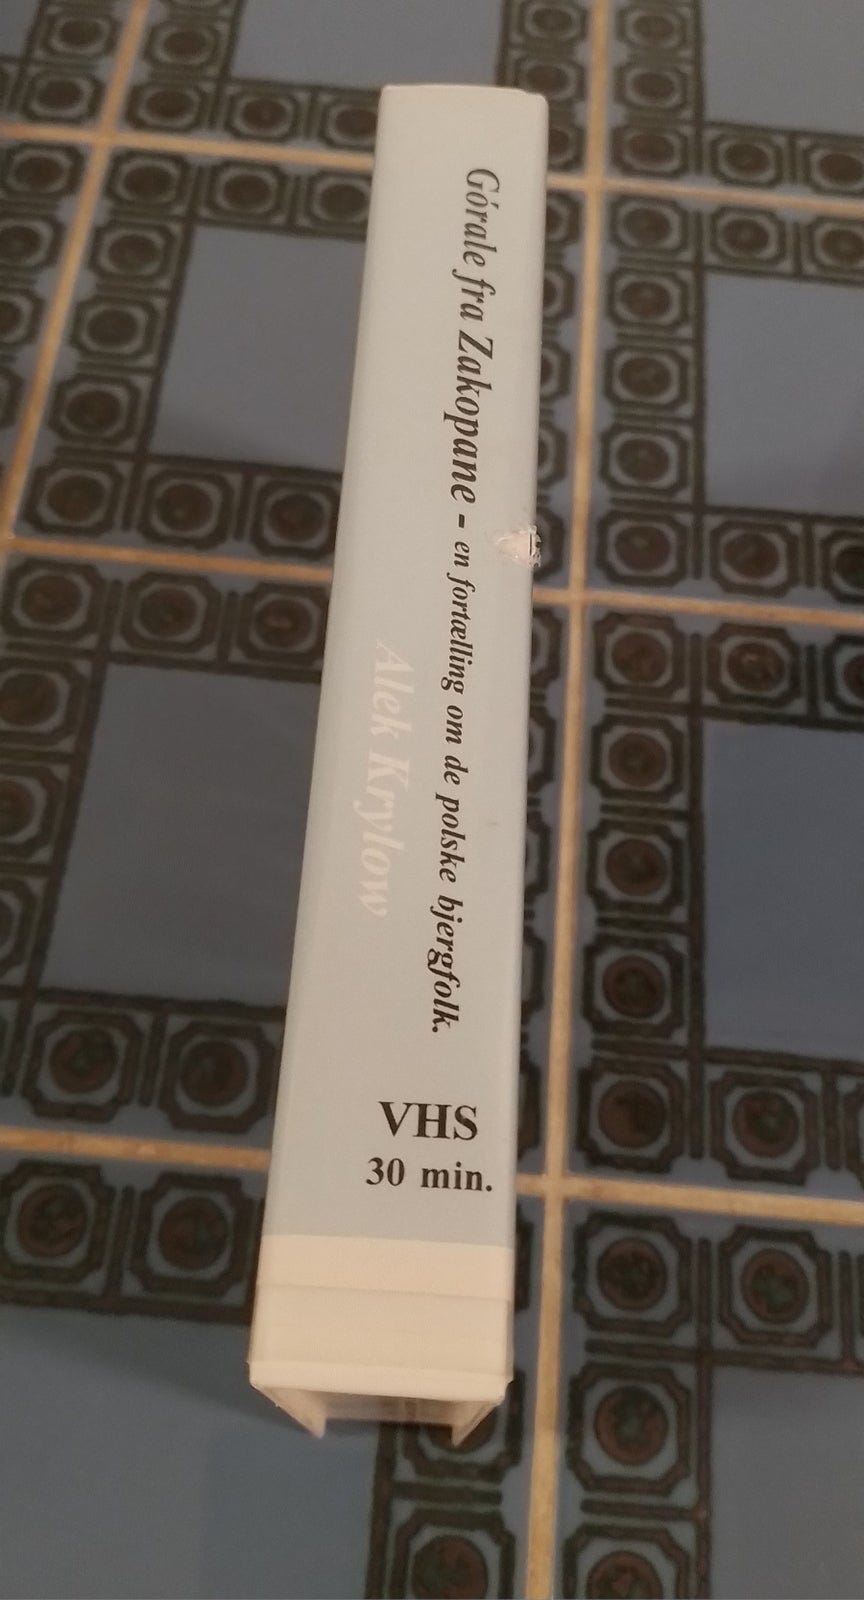 Górale fra Zakopane - en fortælling om de polske bjergfolk.
Alek Krylow
VHS
30 min.